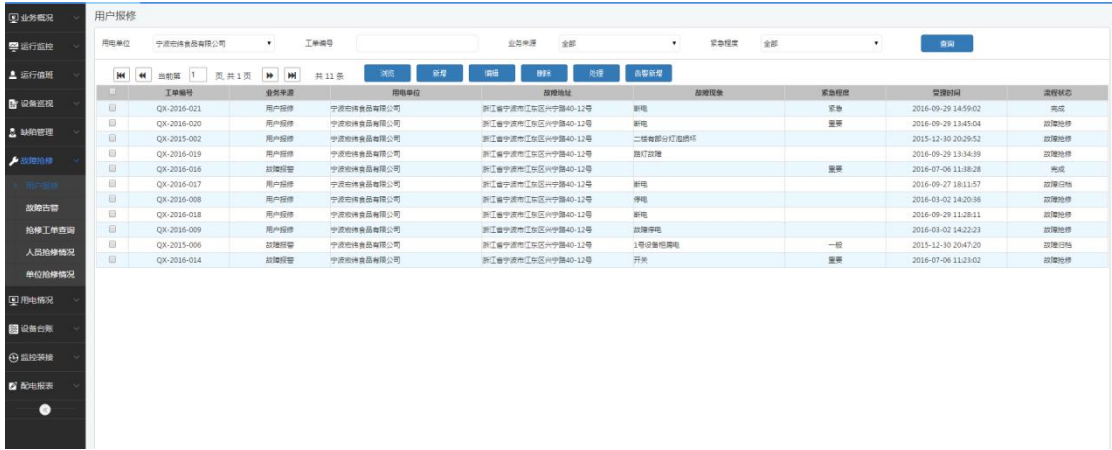 业务概况
运行监控
运行值班
设备巡视
缺陷管理
故障抢修
用户报修
故障告警
抢修工单查询
人员抢修情况
单位抢修情况
用电情况
设备台账
监控装接
配电报表
用户报修
用电单位 宁波宏纬食品有限公司 工单编号 业务来源 全部 紧急程度 全部 查询
当前第 1 页,共1页 共11条 浏览 新增 编辑 删除 处理 告警新增
工单编号 业务来源 用电单位 故障地址 故障现象 紧急程度 受理时间 流程状态
QX-2016-021 用户报修 宁波宏纬食品有限公司 浙江省宁波市江东区兴宁路40-12号 断电 紧急 2016-09-29 14:59:02 完成
QX-2016-020 用户报修 宁波宏纬食品有限公司 浙江省宁波市江东区兴宁路40-12号 断电 重要 2016-09-29 13:45:04 故障抢修
QX-2015-002 用户报修 宁波宏纬食品有限公司 浙江省宁波市江东区兴宁路40-12号 二楼有部分灯泡损坏 2015-12-30 20:29:52 故障抢修
QX-2016-019 用户报修 宁波宏纬食品有限公司 浙江省宁波市江东区兴宁路40-12号 路灯故障 2016-09-29 13:34:39 故障抢修
QX-2016-016 故障报警 宁波宏纬食品有限公司 浙江省宁波市江东区兴宁路40-12号 重要 2016-07-06 11:38:28 完成
QX-2016-017 用户报修 宁波宏纬食品有限公司 浙江省宁波市江东区兴宁路40-12号 断电 2016-09-27 18:11:57 故障归档
QX-2016-008 用户报修 宁波宏纬食品有限公司 浙江省宁波市江东区兴宁路40-12号 停电 2016-03-02 14:20:36 故障抢修
QX-2016-018 用户报修 宁波宏纬食品有限公司 浙江省宁波市江东区兴宁路40-12号 断电 2016-09-29 11:28:11 故障抢修
QX-2016-009 用户报修 宁波宏纬食品有限公司 浙江省宁波市江东区兴宁路40-12号 故障停电 2016-03-02 14:22:23 故障抢修
QX-2015-006 故障报警 宁波宏纬食品有限公司 浙江省宁波市江东区兴宁路40-12号 1号设备柜漏电 一般 2015-12-30 20:47:20 故障归档
QX-2016-014 故障报警 宁波宏纬食品有限公司 浙江省宁波市江东区兴宁路40-12号 开关 重要 2016-07-06 11:23:02 故障抢修